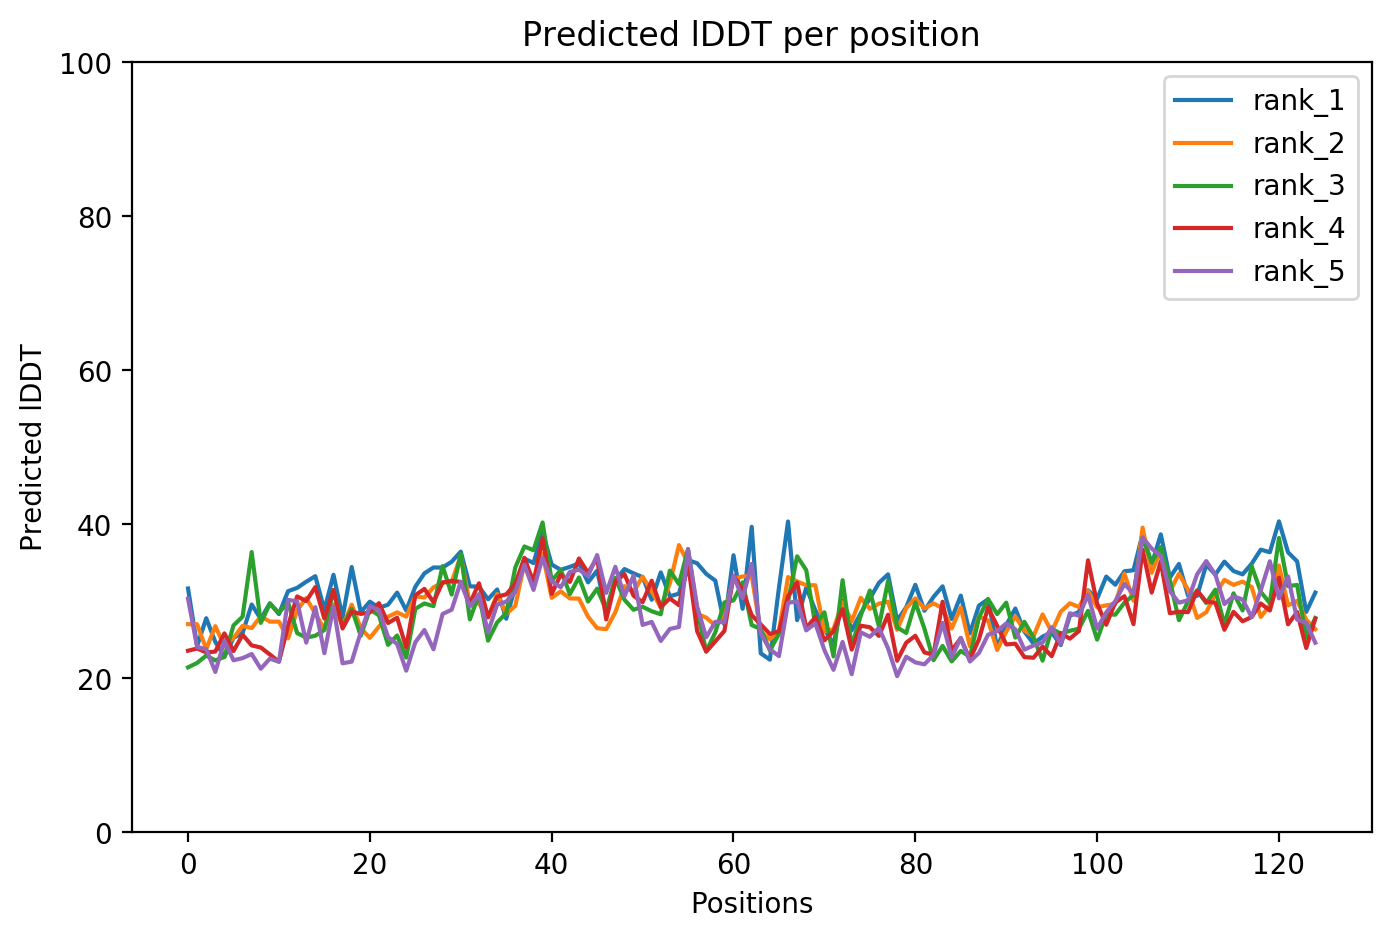 Predicted lDDT per position
100
80
60
40
20
0
Predicted lDDT
0 20 40 60 80 100 120
Positions
rank_1
rank_2
rank_3
rank_4
rank_5